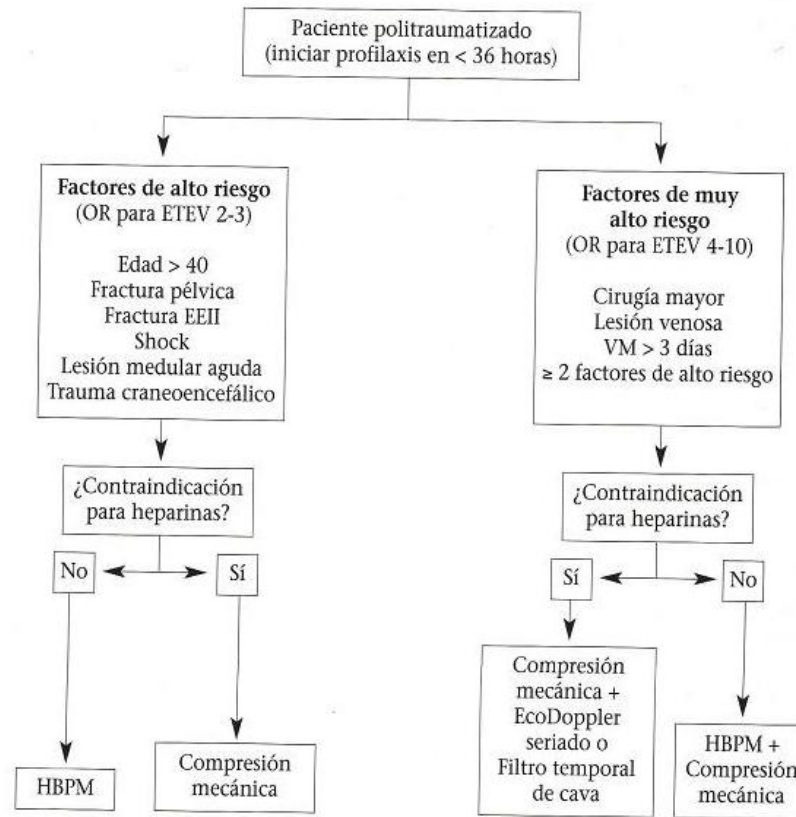 Paciente politraumatizado
(iniciar profilaxis en < 36 horas)
Factores de alto riesgo
(OR para ETEV 2-3)
Edad > 40
Fractura pélvica
Fractura EEII
Shock
Lesión medular aguda
Trauma craneoencefálico
¿Contraindicación
para heparinas?
No
Sí
HBPM
Compresión
mecánica
Factores de muy
alto riesgo
(OR para ETEV 4-10)
Cirugía mayor
Lesión venosa
VM > 3 días
≥ 2 factores de alto riesgo
¿Contraindicación
para heparinas?
Sí
No
Compresión
mecánica +
EcoDoppler
seriado o
Filtro temporal
de cava
HBPM +
Compresión
mecánica